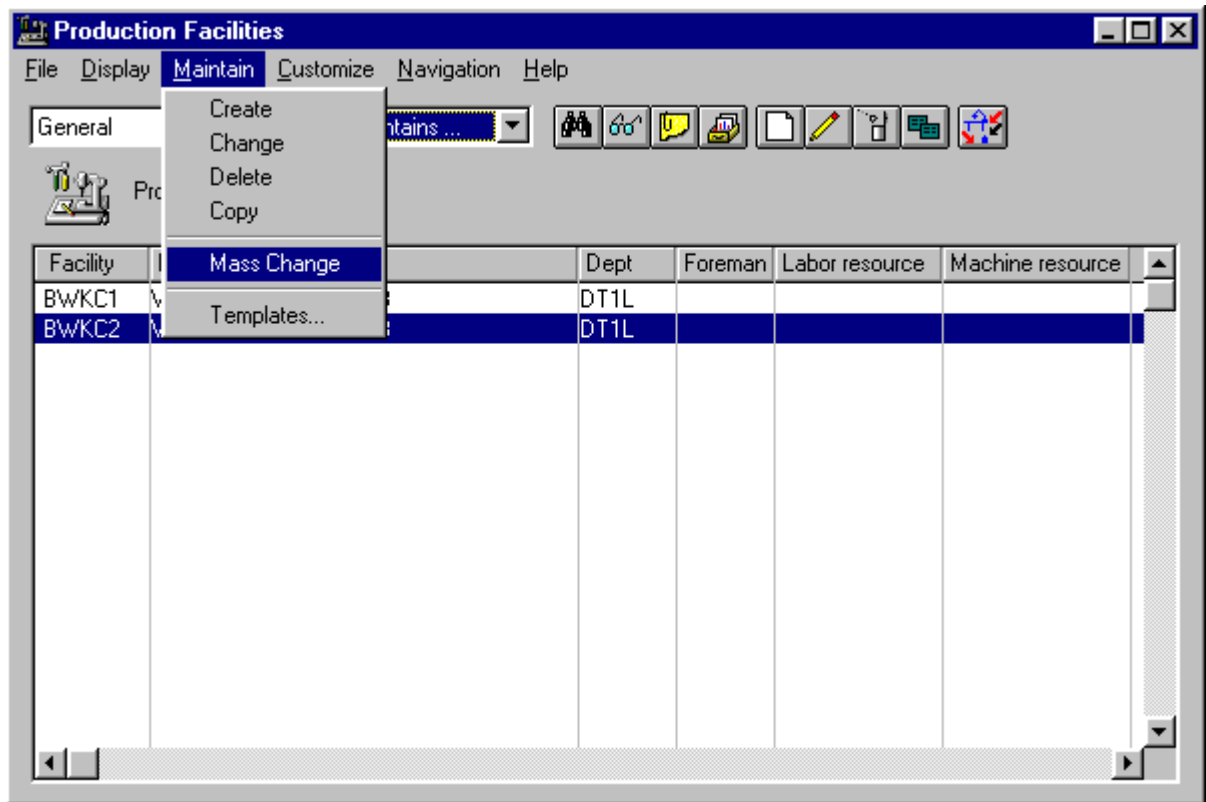 Production Facilities
File Display Maintain Customize Navigation Help
General ntains ...
Create
Change
Delete
Copy
Mass Change
Templates...
Facility Dept Foreman Labor resource Machine resource
BWKC1 DT1L
BWKC2 DT1L